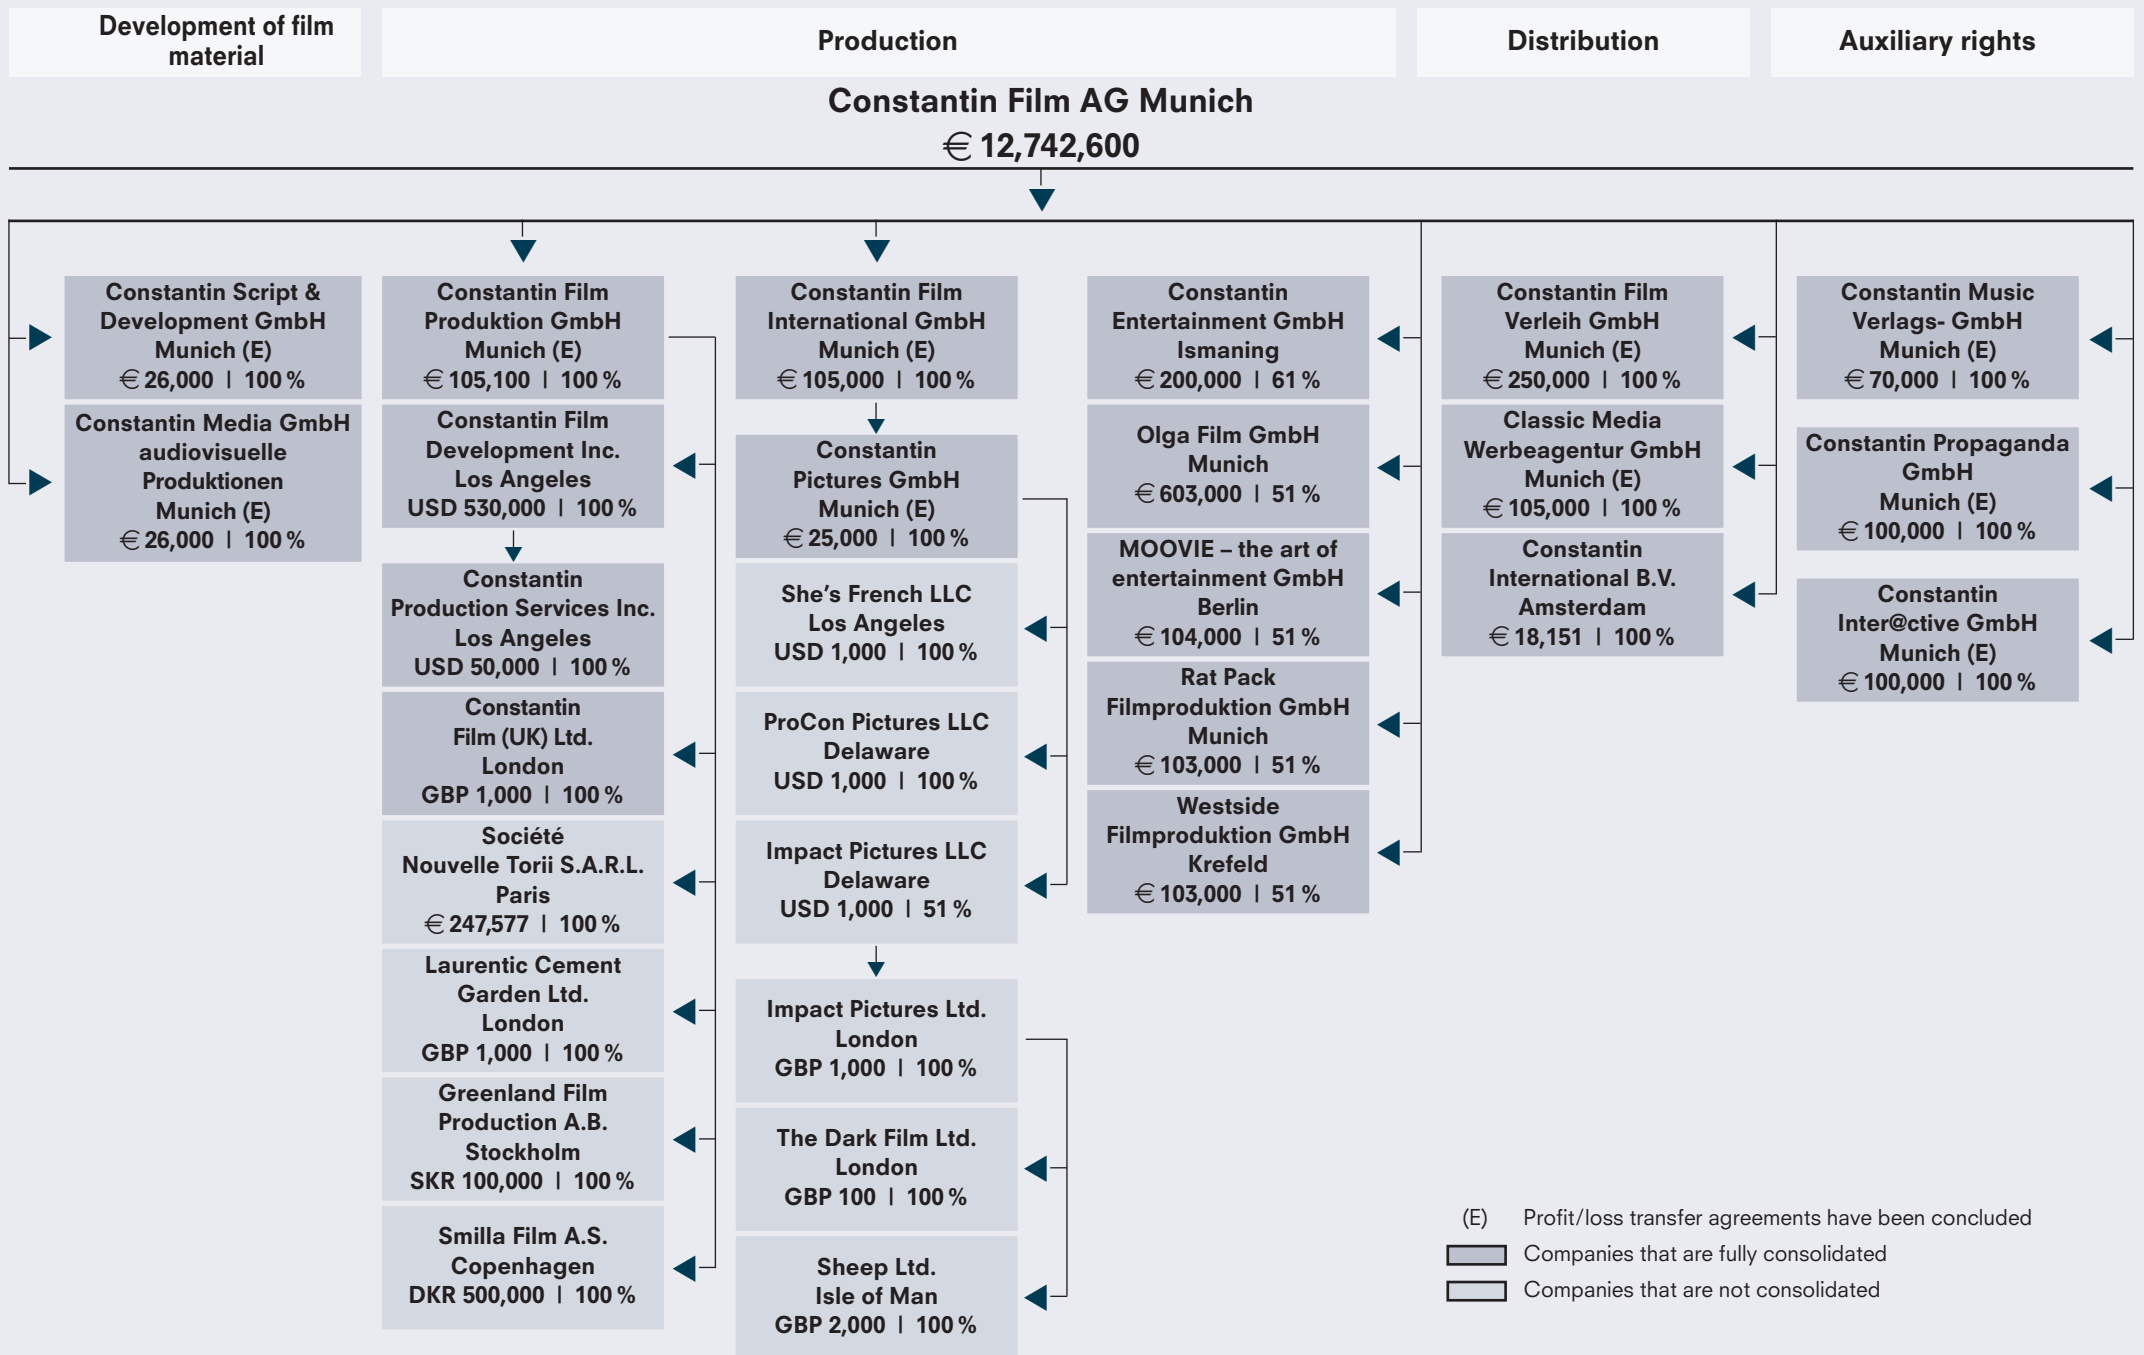 Development of film
material
Production
Distribution
Auxiliary rights
Constantin Film AG Munich
€ 12,742,600
Constantin Script &
Development GmbH
Munich (E)
€ 26,000 | 100 %
Constantin Media GmbH
audiovisuelle
Produktionen
Munich (E)
€ 26,000 | 100 %
Constantin Film
Produktion GmbH
Munich (E)
€ 105,100 | 100 %
Constantin Film
Development Inc.
Los Angeles
USD 530,000 | 100 %
Constantin
Production Services Inc.
Los Angeles
USD 50,000 | 100 %
Constantin
Film (UK) Ltd.
London
GBP 1,000 | 100 %
Société
Nouvelle Torii S.A.R.L.
Paris
€ 247,577 | 100 %
Laurentic Cement
Garden Ltd.
London
GBP 1,000 | 100 %
Greenland Film
Production A.B.
Stockholm
SKR 100,000 | 100 %
Smilla Film A.S.
Copenhagen
DKR 500,000 | 100 %
Constantin Film
International GmbH
Munich (E)
€ 105,000 | 100 %
Constantin
Pictures GmbH
Munich (E)
€ 25,000 | 100 %
She’s French LLC
Los Angeles
USD 1,000 | 100 %
ProCon Pictures LLC
Delaware
USD 1,000 | 100 %
Impact Pictures LLC
Delaware
USD 1,000 | 51 %
Impact Pictures Ltd.
London
GBP 1,000 | 100 %
The Dark Film Ltd.
London
GBP 100 | 100 %
Sheep Ltd.
Isle of Man
GBP 2,000 | 100 %
Constantin
Entertainment GmbH
Ismaning
€ 200,000 | 61 %
Olga Film GmbH
Munich
€ 603,000 | 51 %
MOOVIE – the art of
entertainment GmbH
Berlin
€ 104,000 | 51 %
Rat Pack
Filmproduktion GmbH
Munich
€ 103,000 | 51 %
Westside
Filmproduktion GmbH
Krefeld
€ 103,000 | 51 %
Constantin Film
Verleih GmbH
Munich (E)
€ 250,000 | 100 %
Classic Media
Werbeagentur GmbH
Munich (E)
€ 105,000 | 100 %
Constantin
International B.V.
Amsterdam
€ 18,151 | 100 %
Constantin Music
Verlags- GmbH
Munich (E)
€ 70,000 | 100 %
Constantin Propaganda
GmbH
Munich (E)
€ 100,000 | 100 %
Constantin
Inter@ctive GmbH
Munich (E)
€ 100,000 | 100 %
(E) Profit/loss transfer agreements have been concluded
Companies that are fully consolidated
Companies that are not consolidated